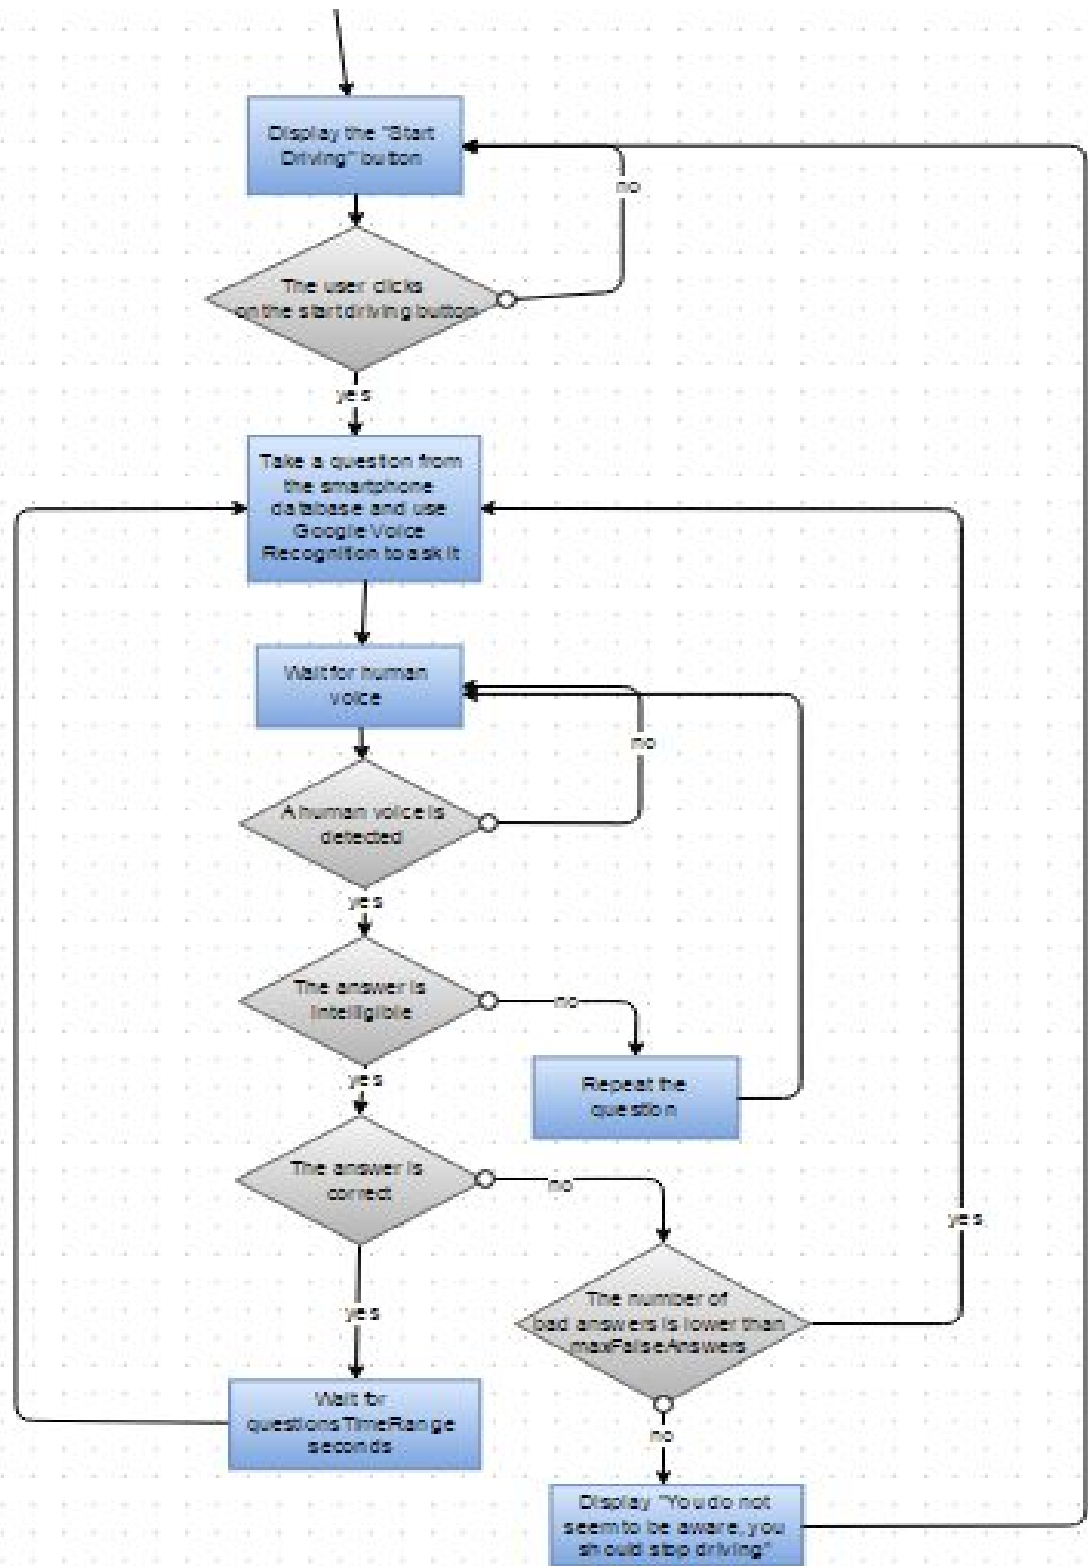 Display the "Start
Driving" button
no
The user clicks
on the start driving button
yes
Take a question from
the smartphone
database and use
Google Voice
Recognition to ask it
Wait for human
voice
no
A human voice is
detected
yes
The answer is
intelligible
no
yes
Repeat the
question
The answer is
correct
no
yes
The number of
bad answers is lower than
maxFalseAnswers
yes
Wait for
questionsTimeRange
seconds
no
Display "You do not
seem to be aware, you
should stop driving"